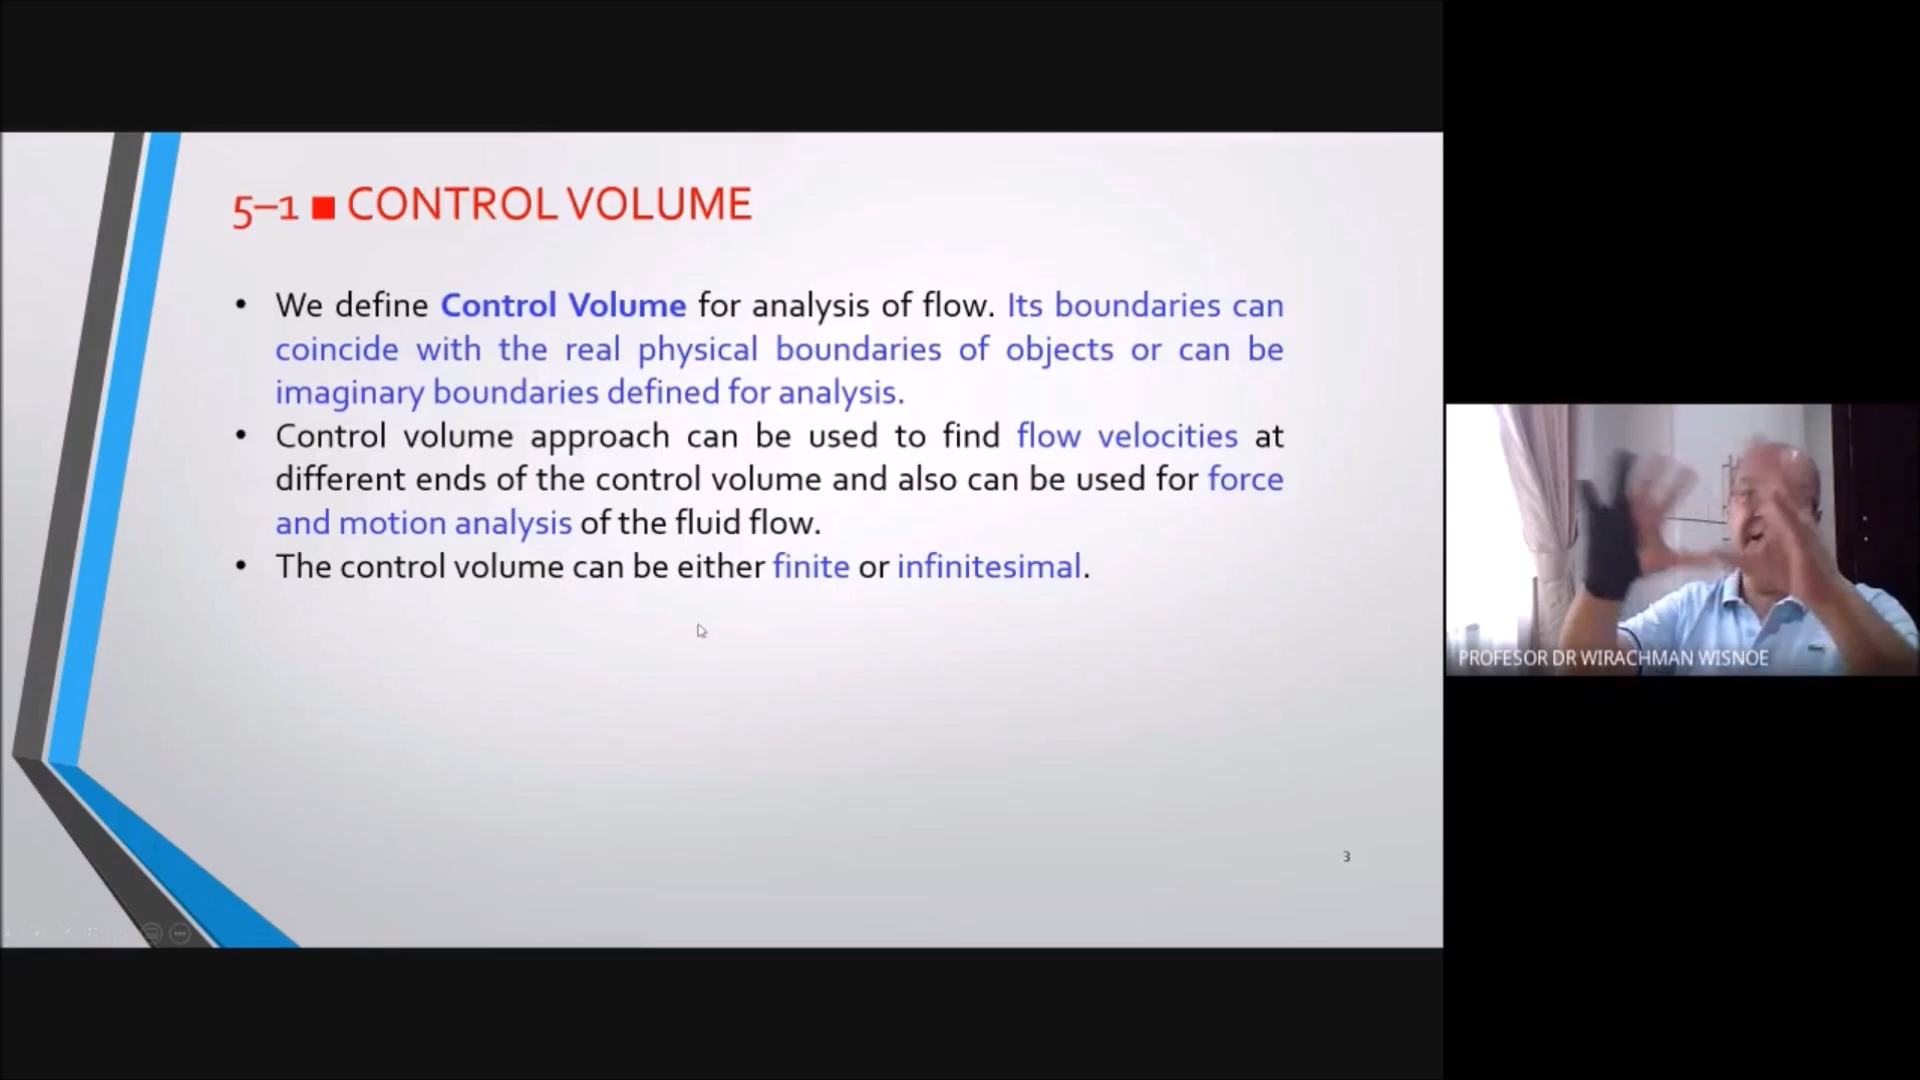 5–1 ■ CONTROL VOLUME
• We define Control Volume for analysis of flow. Its boundaries can
coincide with the real physical boundaries of objects or can be
imaginary boundaries defined for analysis.
• Control volume approach can be used to find flow velocities at
different ends of the control volume and also can be used for force
and motion analysis of the fluid flow.
• The control volume can be either finite or infinitesimal.
3
PROFESOR DR WIRACHMAN WISNOE